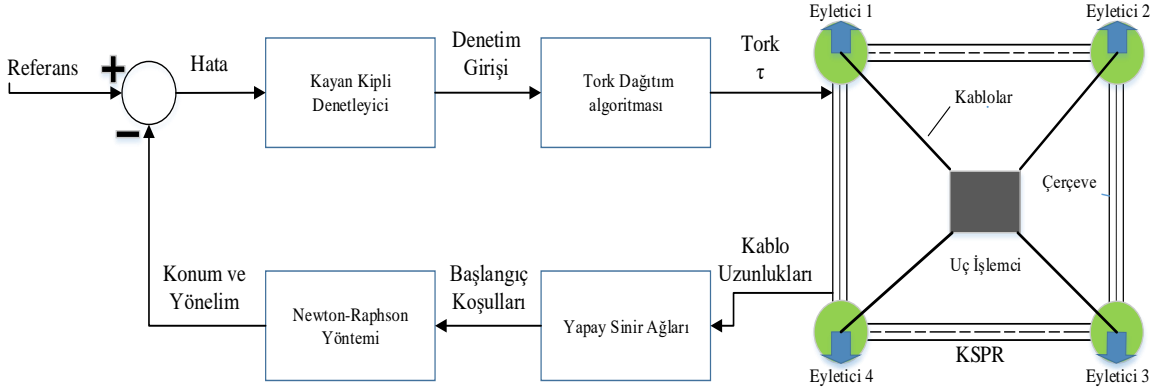 Eyletici 1
Eyletici 2
Referans
+
−
Hata
Kayan Kipli
Denetleyici
Denetim
Girişi
Tork Dağıtım
algoritması
Tork
τ
Kablolar
Çerçeve
Uç İşlemci
Kablo
Uzunlukları
Yapay Sinir Ağları
Başlangıç
Koşulları
Newton-Raphson
Yöntemi
Konum ve
Yönelim
KSPR
Eyletici 4
Eyletici 3